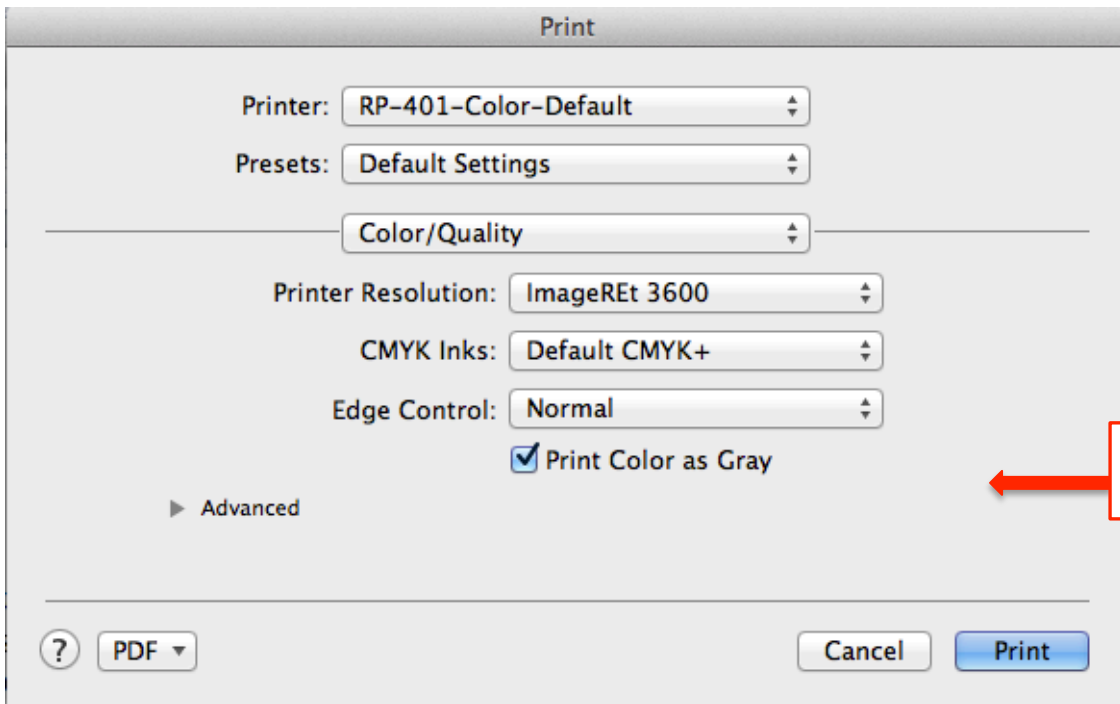 Print
Printer: RP-401-Color-Default
Presets: Default Settings
Color/Quality
Printer Resolution: ImageREt 3600
CMYK Inks: Default CMYK+
Edge Control: Normal
Print Color as Gray
Advanced
? PDF Cancel Print